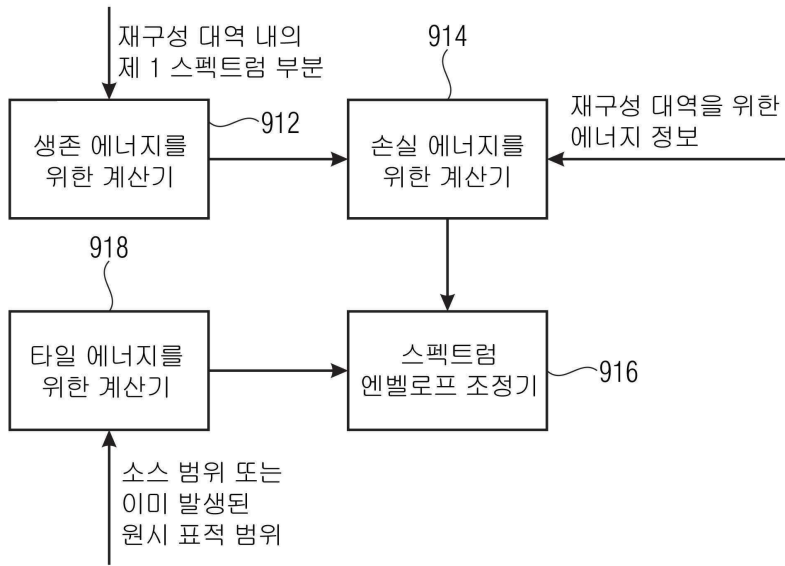 재구성 대역 내의
제 1 스펙트럼 부분
914
912
재구성 대역을 위한
에너지 정보
생존 에너지를
위한 계산기
손실 에너지를
위한 계산기
918
타일 에너지를
위한 계산기
스펙트럼
엔벨로프 조정기
916
소스 범위 또는
이미 발생된
원시 표적 범위